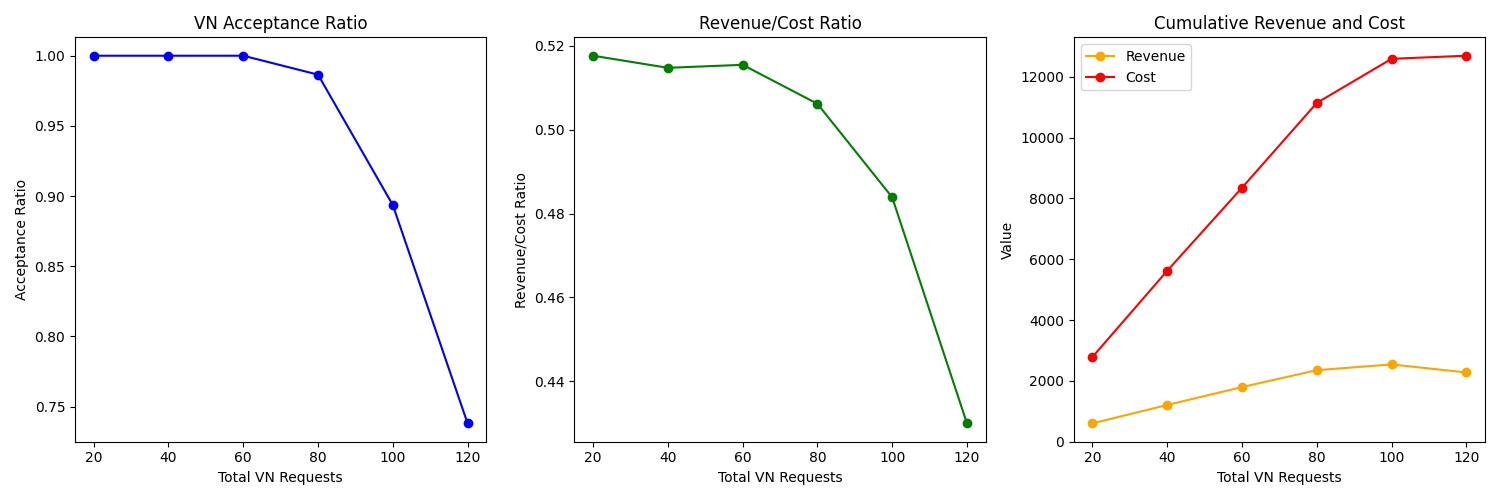 VN Acceptance Ratio
Acceptance Ratio
1.00
0.95
0.90
0.85
0.80
0.75
20 40 60 80 100 120
Total VN Requests
Revenue/Cost Ratio
Revenue/Cost Ratio
0.52
0.50
0.48
0.46
0.44
20 40 60 80 100 120
Total VN Requests
Cumulative Revenue and Cost
Revenue
Cost
Value
12000
10000
8000
6000
4000
2000
0
20 40 60 80 100 120
Total VN Requests